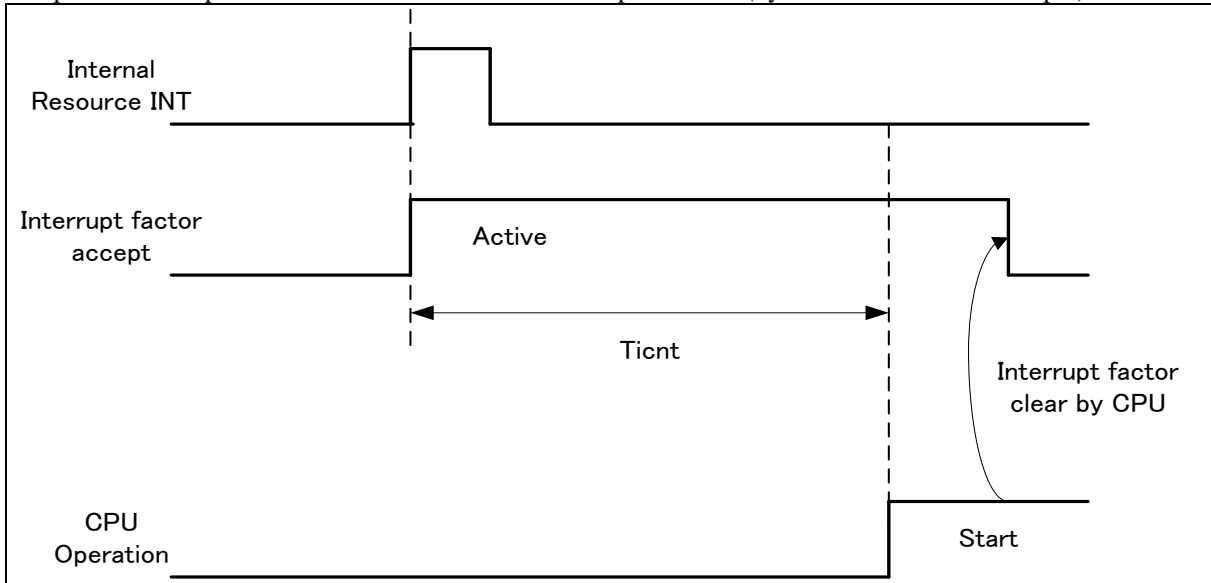 Internal
Resource INT
Interrupt factor
accept
Active
Ticnt
Interrupt factor
clear by CPU
CPU
Operation
Start